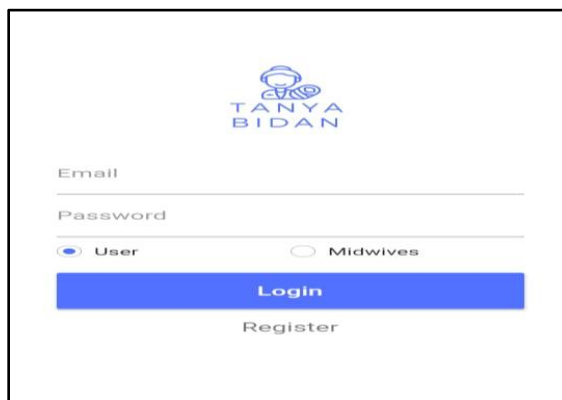 TANYA
BIDAN
Email
Password
User Midwives
Login
Register